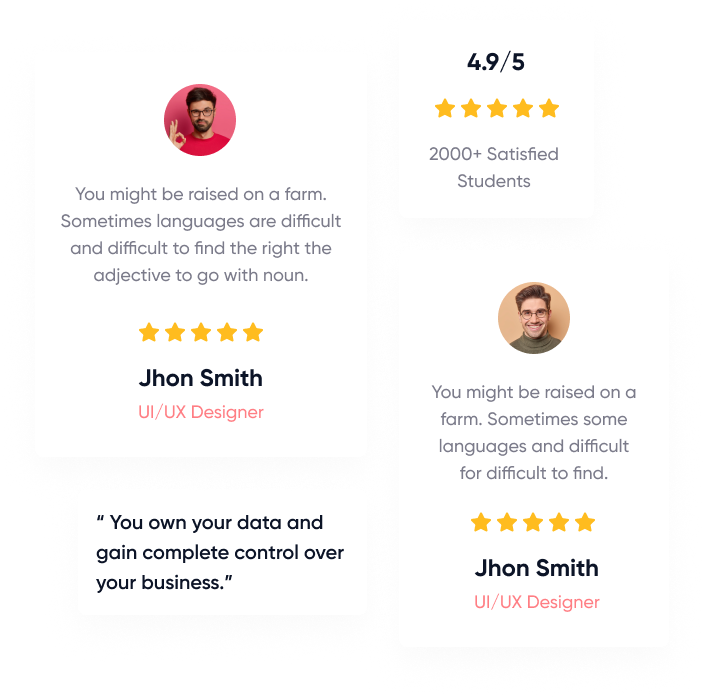 You might be raised on a farm.
Sometimes languages are difficult
and difficult to find the right the
adjective to go with noun.
Jhon Smith
UI/UX Designer
“ You own your data and
gain complete control over
your business.”
4.9/5
2000+ Satisfied
Students
You might be raised on a
farm. Sometimes some
languages and difficult
for difficult to find.
Jhon Smith
UI/UX Designer